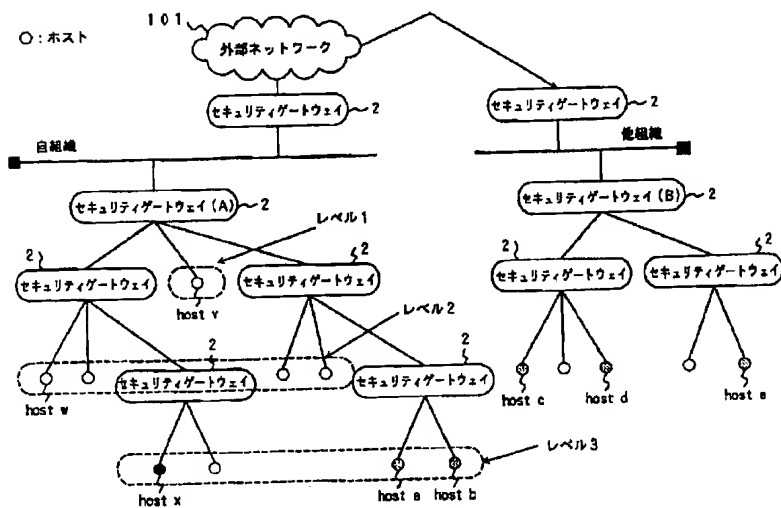 101
○:ホスト
外部ネットワーク
セキュリティゲートウェイ 2
セキュリティゲートウェイ 2
自組織
他組織
セキュリティゲートウェイ(A) 2
セキュリティゲートウェイ(B) 2
レベル1
2
セキュリティゲートウェイ
host v
2
セキュリティゲートウェイ
2
セキュリティゲートウェイ
2
セキュリティゲートウェイ
レベル2
2
セキュリティゲートウェイ
2
セキュリティゲートウェイ
host w
host c
host d
host e
レベル3
host x
host a
host b